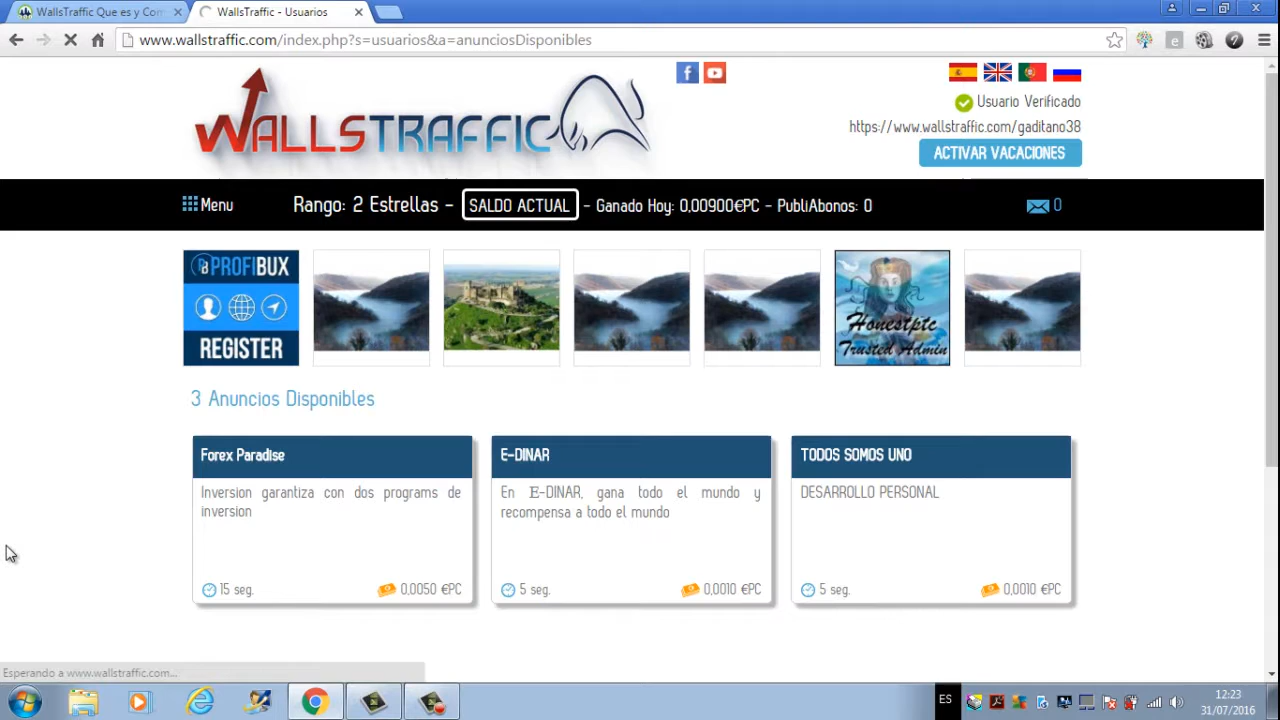 WallsTraffic Que es y Com
WallsTraffic - Usuarios
www.wallstraffic.com/index.php?s=usuarios&a=anunciosDisponibles
WALLSTRAFFIC
Usuario Verificado
https://www.wallstraffic.com/gaditano38
ACTIVAR VACACIONES
Menu
Rango: 2 Estrellas - SALDO ACTUAL - Ganado Hoy: 0,00900€PC - PubliAbonos: 0
0
PROFIBUX
REGISTER
Honestptc
Trusted Admin
3 Anuncios Disponibles
Forex Paradise
Inversion garantiza con dos programs de
inversion
15 seg.
0,0050 €PC
E-DINAR
En E-DINAR, gana todo el mundo y
recompensa a todo el mundo
5 seg.
0,0010 €PC
TODOS SOMOS UNO
DESARROLLO PERSONAL
5 seg.
0,0010 €PC
Esperando a www.wallstraffic.com...
ES
12:23
31/07/2016